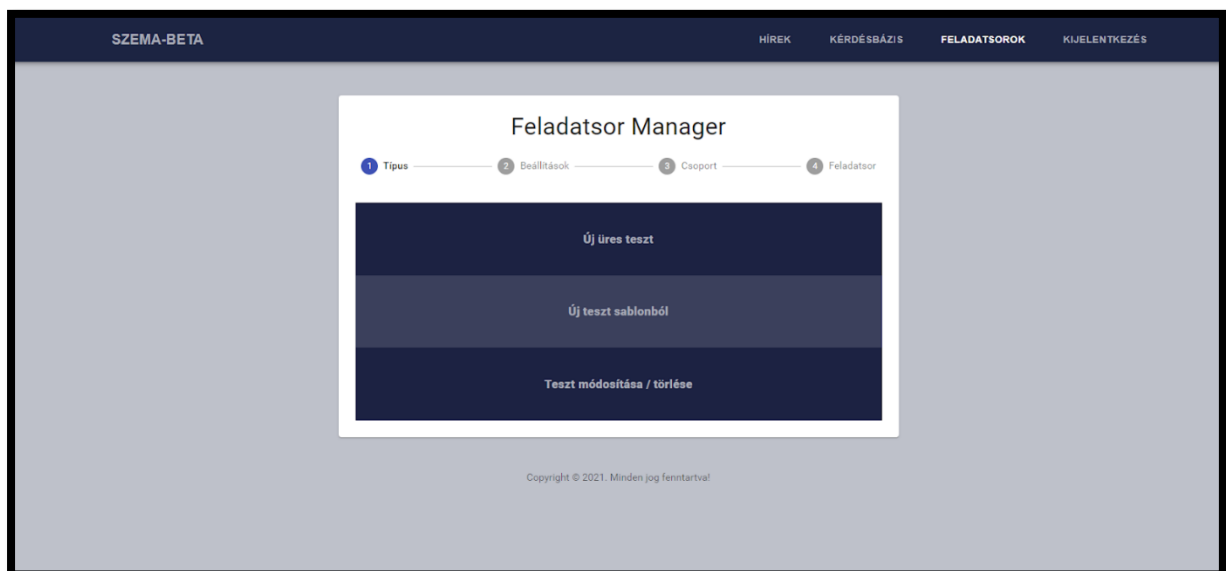 SZEMA-BETA HÍREK KÉRDÉSBÁZIS FELADATSOROK KIJELENTKEZÉS
Feladatsor Manager
1 Típus 2 Beállítások 3 Csoport 4 Feladatsor
Új üres teszt
Új teszt sablonból
Teszt módosítása / törlése
Copyright © 2021. Minden jog fenntartva!